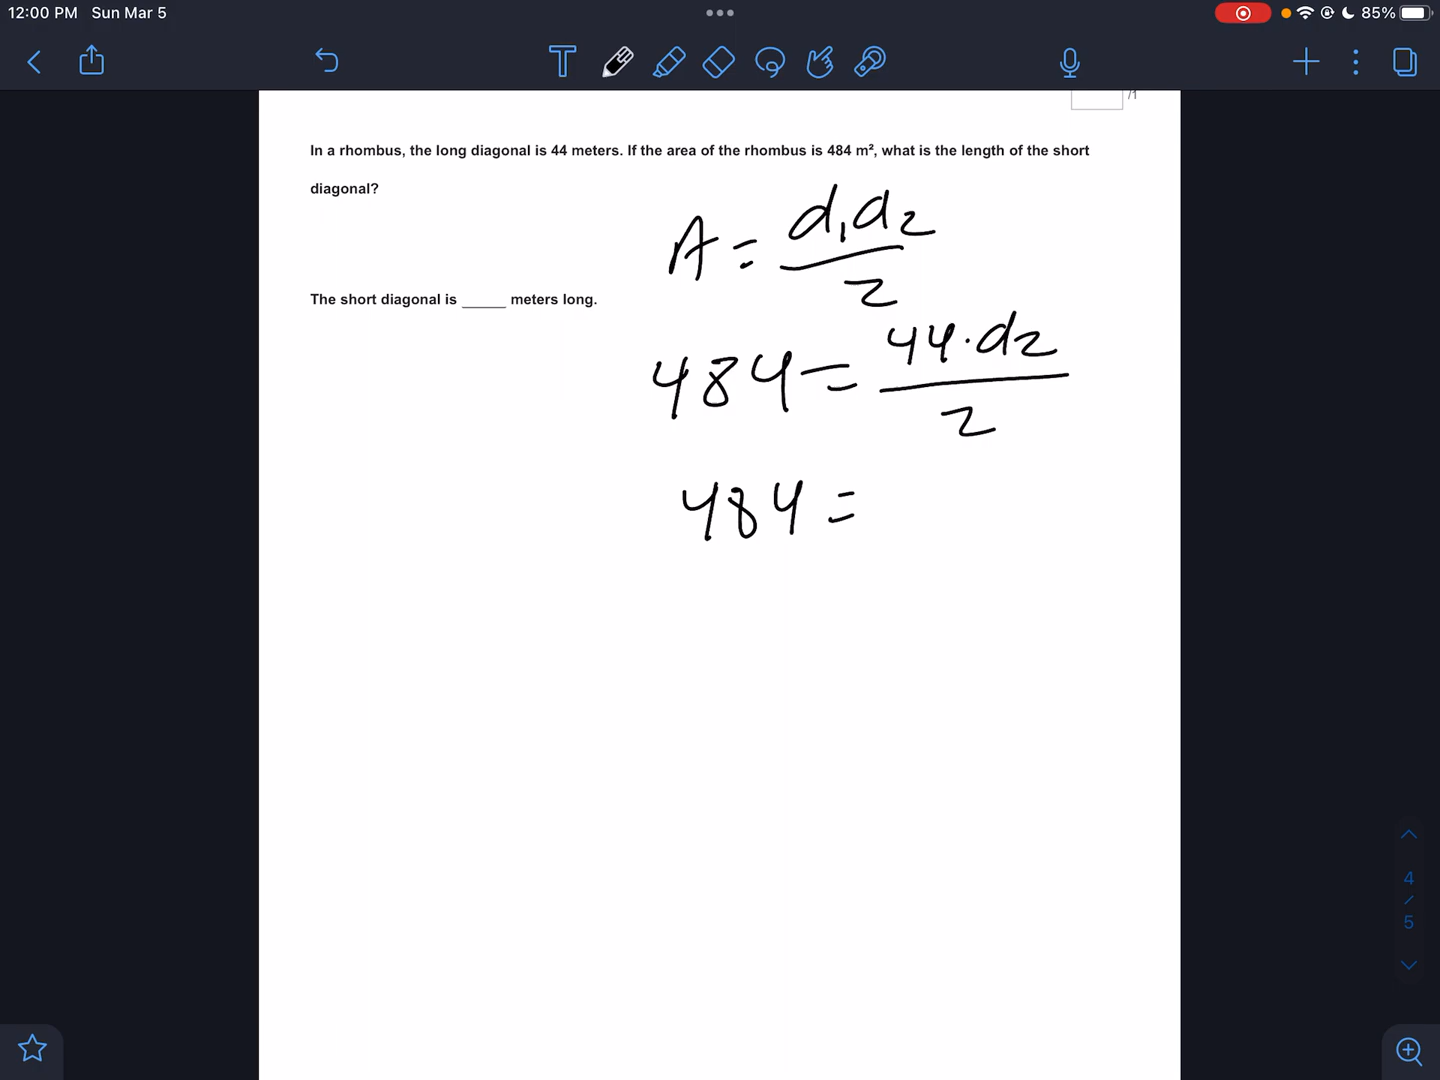 12:00 PM Sun Mar 5
85%
/1
In a rhombus, the long diagonal is 44 meters. If the area of the rhombus is 484 m², what is the length of the short
diagonal?
A = d₁d₂/2
The short diagonal is _____ meters long.
484 = 44·d₂/2
484 =
4
/
5